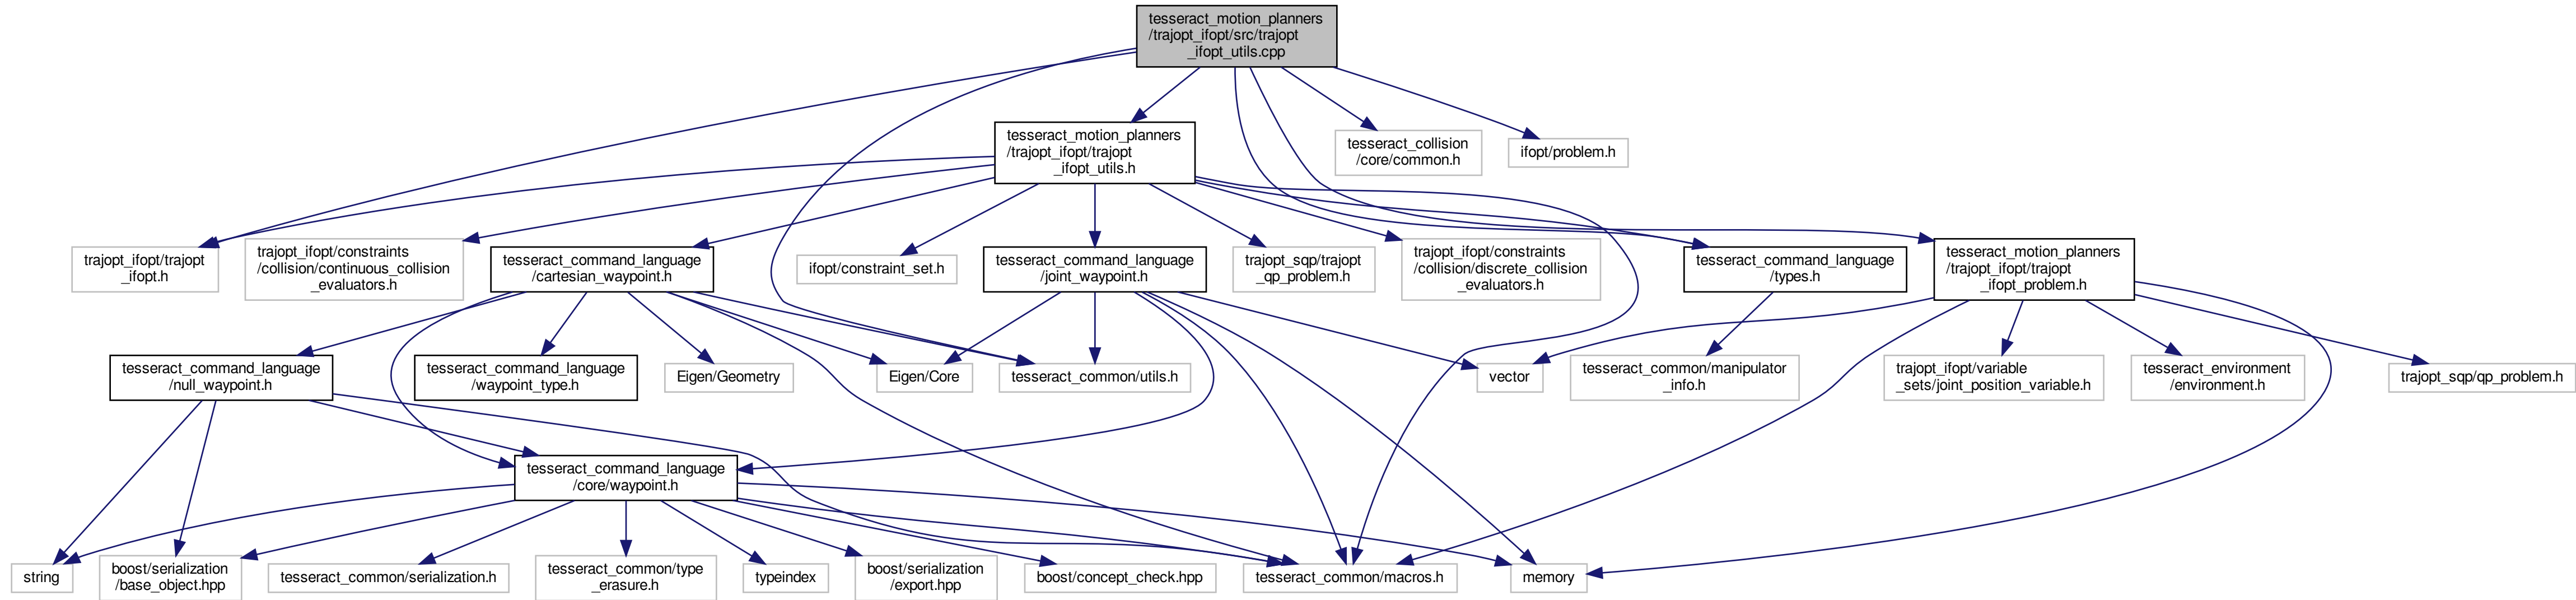 tesseract_motion_planners
/trajopt_ifopt/src/trajopt
_ifopt_utils.cpp
tesseract_motion_planners
/trajopt_ifopt/trajopt
_ifopt_utils.h
tesseract_collision
/core/common.h
ifopt/problem.h
trajopt_ifopt/trajopt
_ifopt.h
trajopt_ifopt/constraints
/collision/continuous_collision
_evaluators.h
tesseract_command_language
/cartesian_waypoint.h
ifopt/constraint_set.h
tesseract_command_language
/joint_waypoint.h
trajopt_sqp/trajopt
_qp_problem.h
trajopt_ifopt/constraints
/collision/discrete_collision
_evaluators.h
tesseract_command_language
/types.h
tesseract_motion_planners
/trajopt_ifopt/trajopt
_ifopt_problem.h
tesseract_command_language
/null_waypoint.h
tesseract_command_language
/waypoint_type.h
Eigen/Geometry
Eigen/Core
tesseract_common/utils.h
vector
tesseract_common/manipulator
_info.h
trajopt_ifopt/variable
_sets/joint_position_variable.h
tesseract_environment
/environment.h
trajopt_sqp/qp_problem.h
tesseract_command_language
/core/waypoint.h
string
boost/serialization
/base_object.hpp
tesseract_common/serialization.h
tesseract_common/type
_erasure.h
typeindex
boost/serialization
/export.hpp
boost/concept_check.hpp
tesseract_common/macros.h
memory